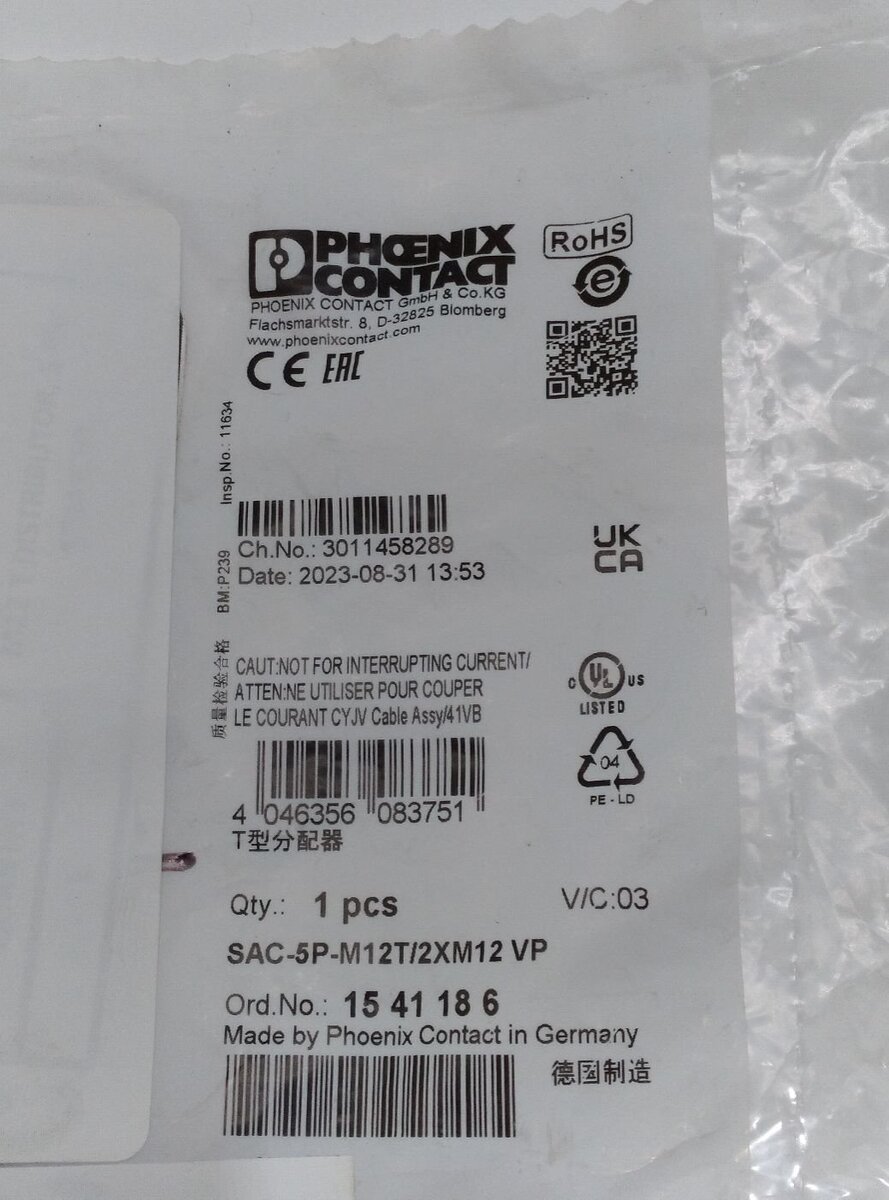 PHŒNIX
CONTACT
PHOENIX CONTACT GmbH & Co.KG
Flachsmarktstr. 8, D-32825 Blomberg
www.phoenixcontact.com
CE EAC
RoHS
e
Insp.No.: 11634
Ch.No.: 3011458289
Date: 2023-08-31 13:53
BM:P239
UK
CA
质量检验合格
CAUT:NOT FOR INTERRUPTING CURRENT/
ATTEN:NE UTILISER POUR COUPER
LE COURANT CYJV Cable Assy/41VB
C UL US
LISTED
04
PE-LD
4 046356 083751
T型分配器
Qty.: 1 pcs
V/C:03
SAC-5P-M12T/2XM12 VP
Ord.No.: 15 41 18 6
Made by Phoenix Contact in Germany
德国制造